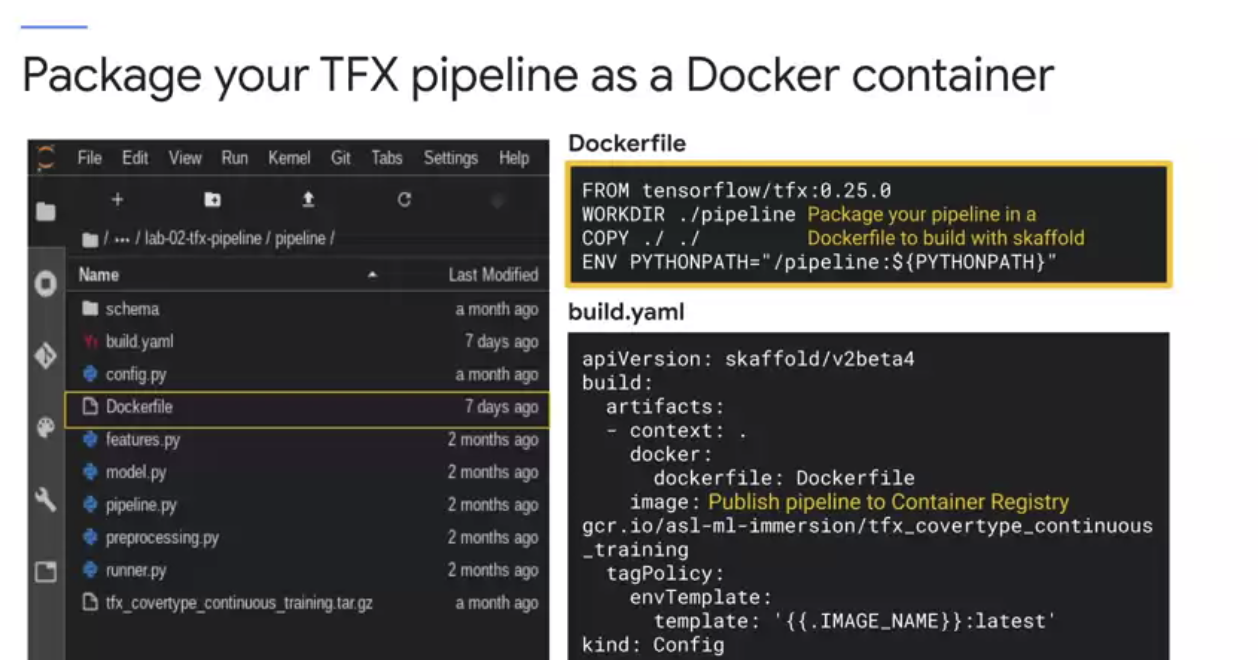 Package your TFX pipeline as a Docker container
File Edit View Run Kernel Git Tabs Settings Help
/ ··· / lab-02-tfx-pipeline / pipeline /
Name Last Modified
schema a month ago
build.yaml 7 days ago
config.py a month ago
Dockerfile 7 days ago
features.py 2 months ago
model.py 2 months ago
pipeline.py 2 months ago
preprocessing.py 2 months ago
runner.py 2 months ago
tfx_covertype_continuous_training.tar.gz a month ago
Dockerfile
FROM tensorflow/tfx:0.25.0
WORKDIR ./pipeline Package your pipeline in a
COPY ./ ./ Dockerfile to build with skaffold
ENV PYTHONPATH="/pipeline:${PYTHONPATH}"
build.yaml
apiVersion: skaffold/v2beta4
build:
artifacts:
- context: .
docker:
dockerfile: Dockerfile
image: Publish pipeline to Container Registry
gcr.io/asl-ml-immersion/tfx_covertype_continuous
_training
tagPolicy:
envTemplate:
template: '{{.IMAGE_NAME}}:latest'
kind: Config